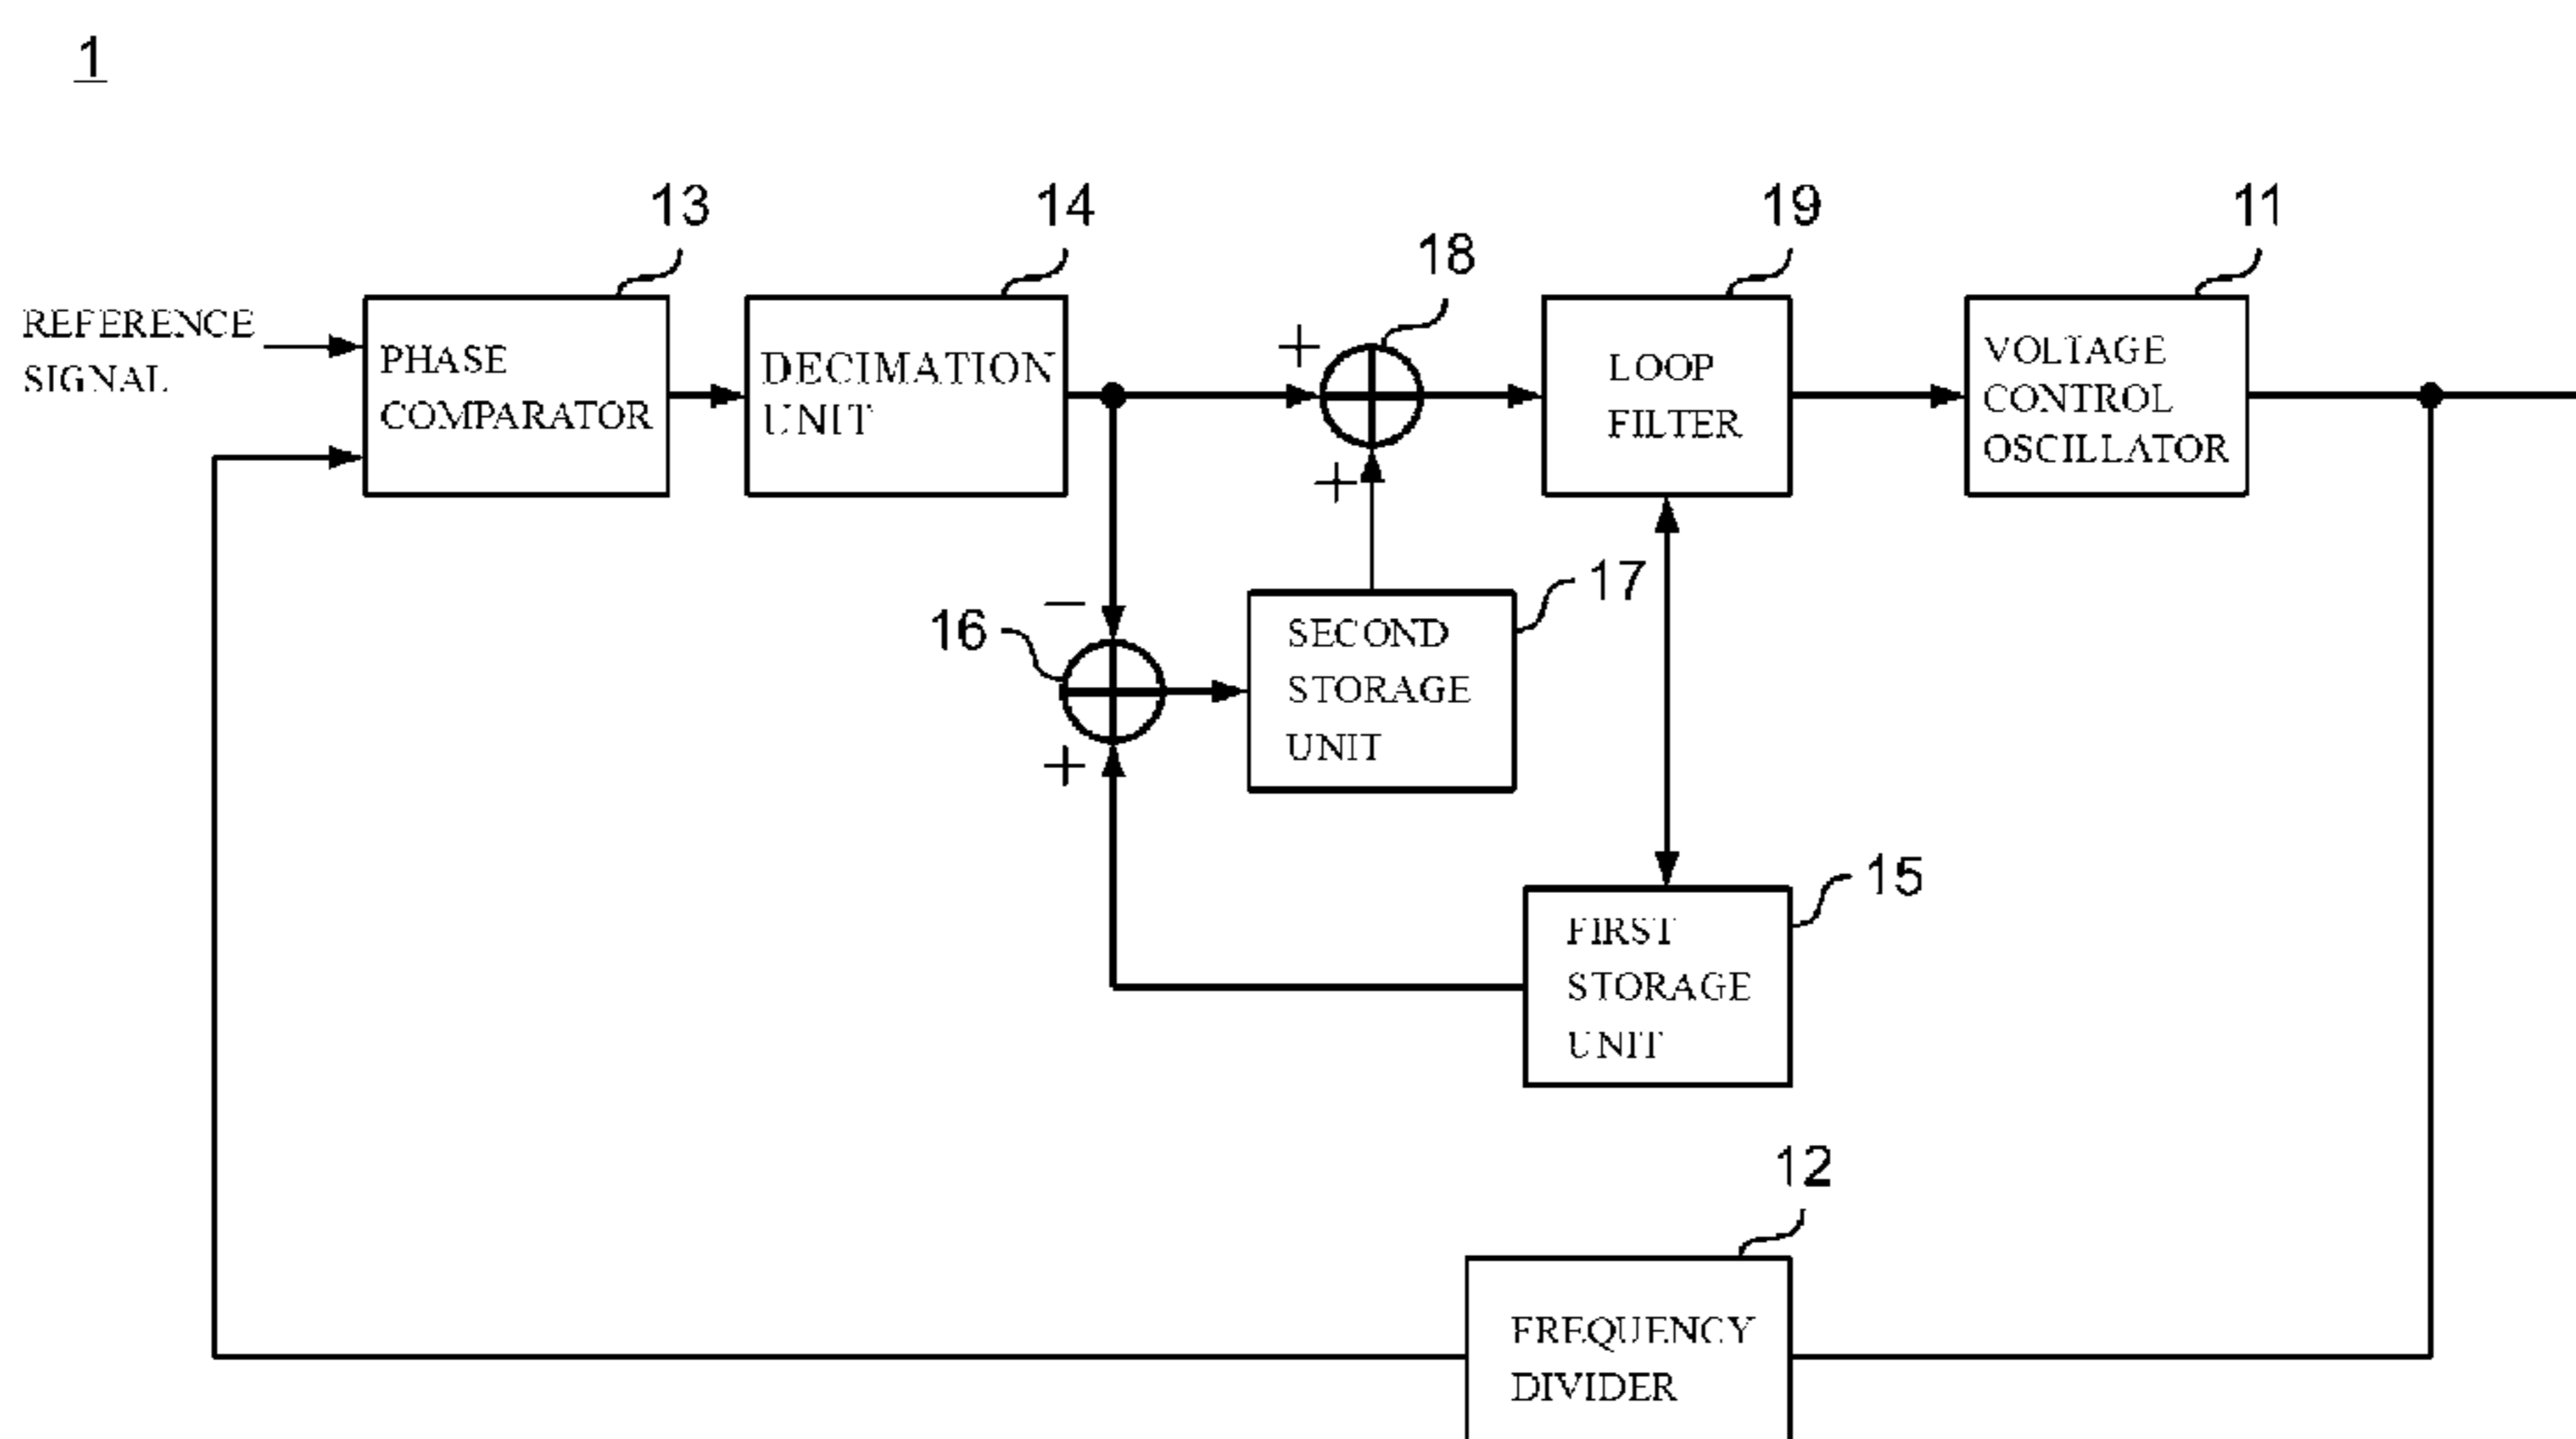 1
13
14
18
19
11
REFERENCE
SIGNAL
PHASE
COMPARATOR
DECIMATION
UNIT
+
+
LOOP
FILTER
VOLTAGE
CONTROL
OSCILLATOR
16
−
+
17
SECOND
STORAGE
UNIT
15
FIRST
STORAGE
UNIT
12
FREQUENCY
DIVIDER